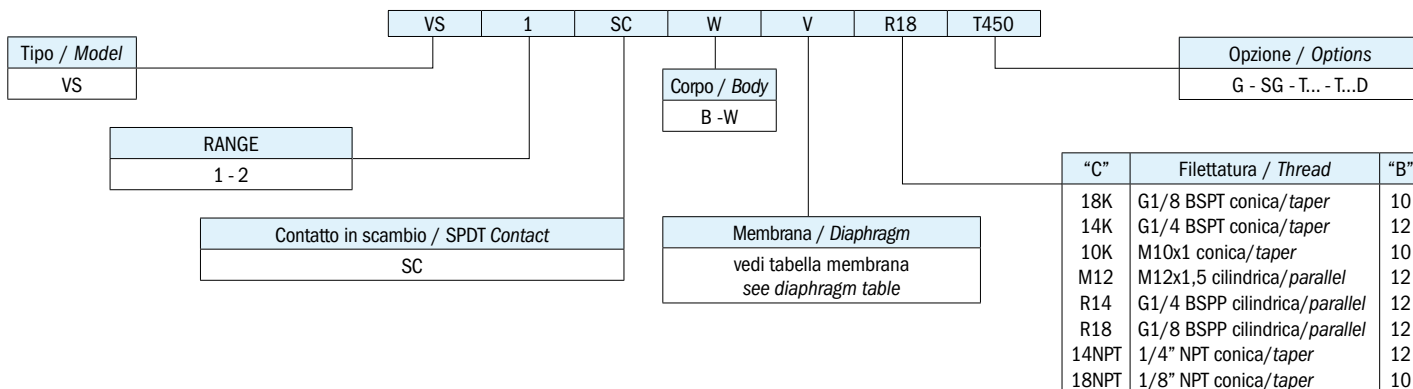 VS 1 SC W V R18 T450
Tipo / Model
VS
Opzione / Options
G - SG - T... - T...D
Corpo / Body
B -W
RANGE
1 - 2
"C" Filettatura / Thread "B"
18K G1/8 BSPT conica/taper 10
14K G1/4 BSPT conica/taper 12
10K M10x1 conica/taper 10
M12 M12x1,5 cilindrica/parallel 12
R14 G1/4 BSPP cilindrica/parallel 12
R18 G1/8 BSPP cilindrica/parallel 12
14NPT 1/4” NPT conica/taper 12
18NPT 1/8” NPT conica/taper 10
Contatto in scambio / SPDT Contact
SC
Membrana / Diaphragm
vedi tabella membrana
see diaphragm table